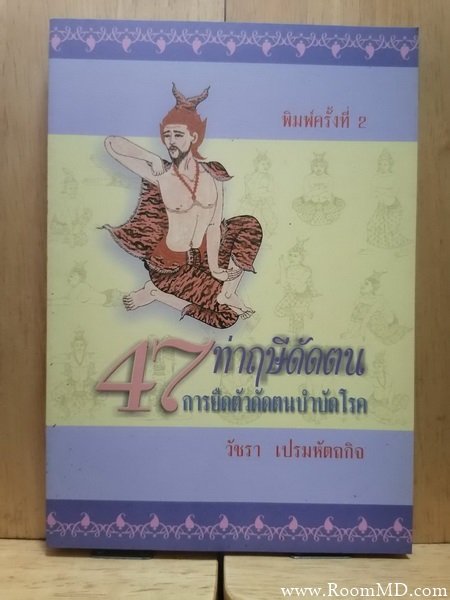 พิมพ์ครั้งที่ 2
47 ท่าฤษีดัดตน
การยืดตัวดัดตนบำบัดโรค
วัชรา เปรมหัตถกิจ
www.RoomMD.com